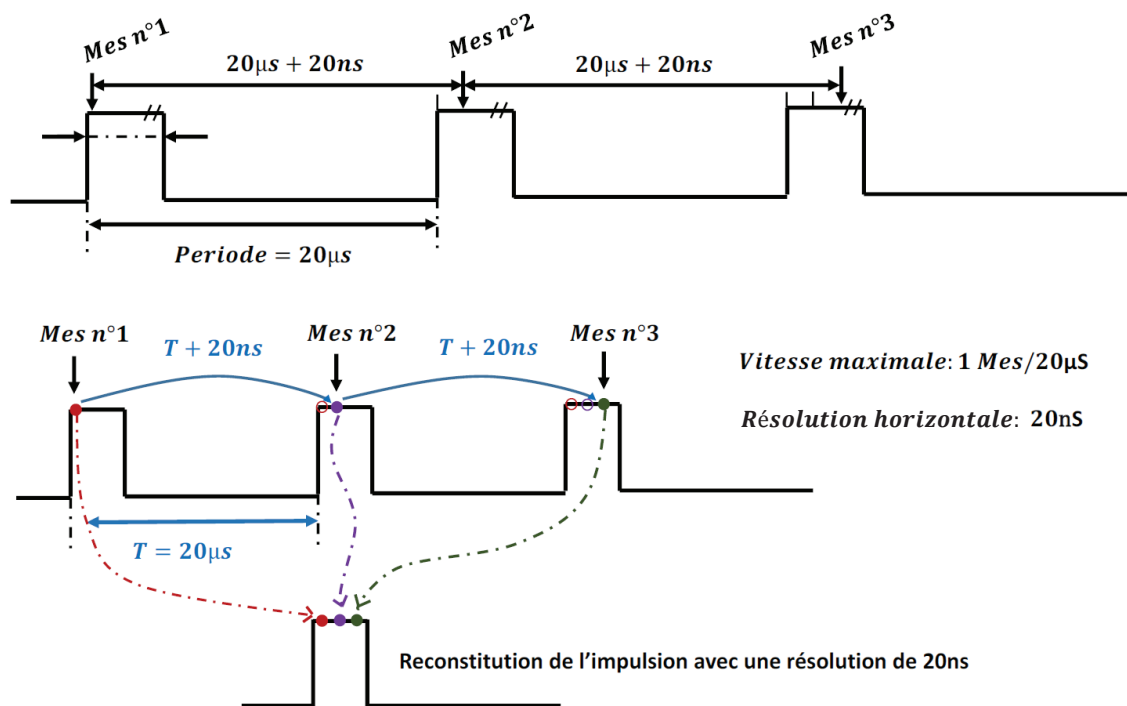 Mes n°1
Mes n°2
Mes n°3
20μs + 20ns
20μs + 20ns
Periode = 20μs
Mes n°1
Mes n°2
Mes n°3
T + 20ns
T + 20ns
Vitesse maximale: 1 Mes/20μS
Résolution horizontale: 20nS
T = 20μs
Reconstitution de l'impulsion avec une résolution de 20ns